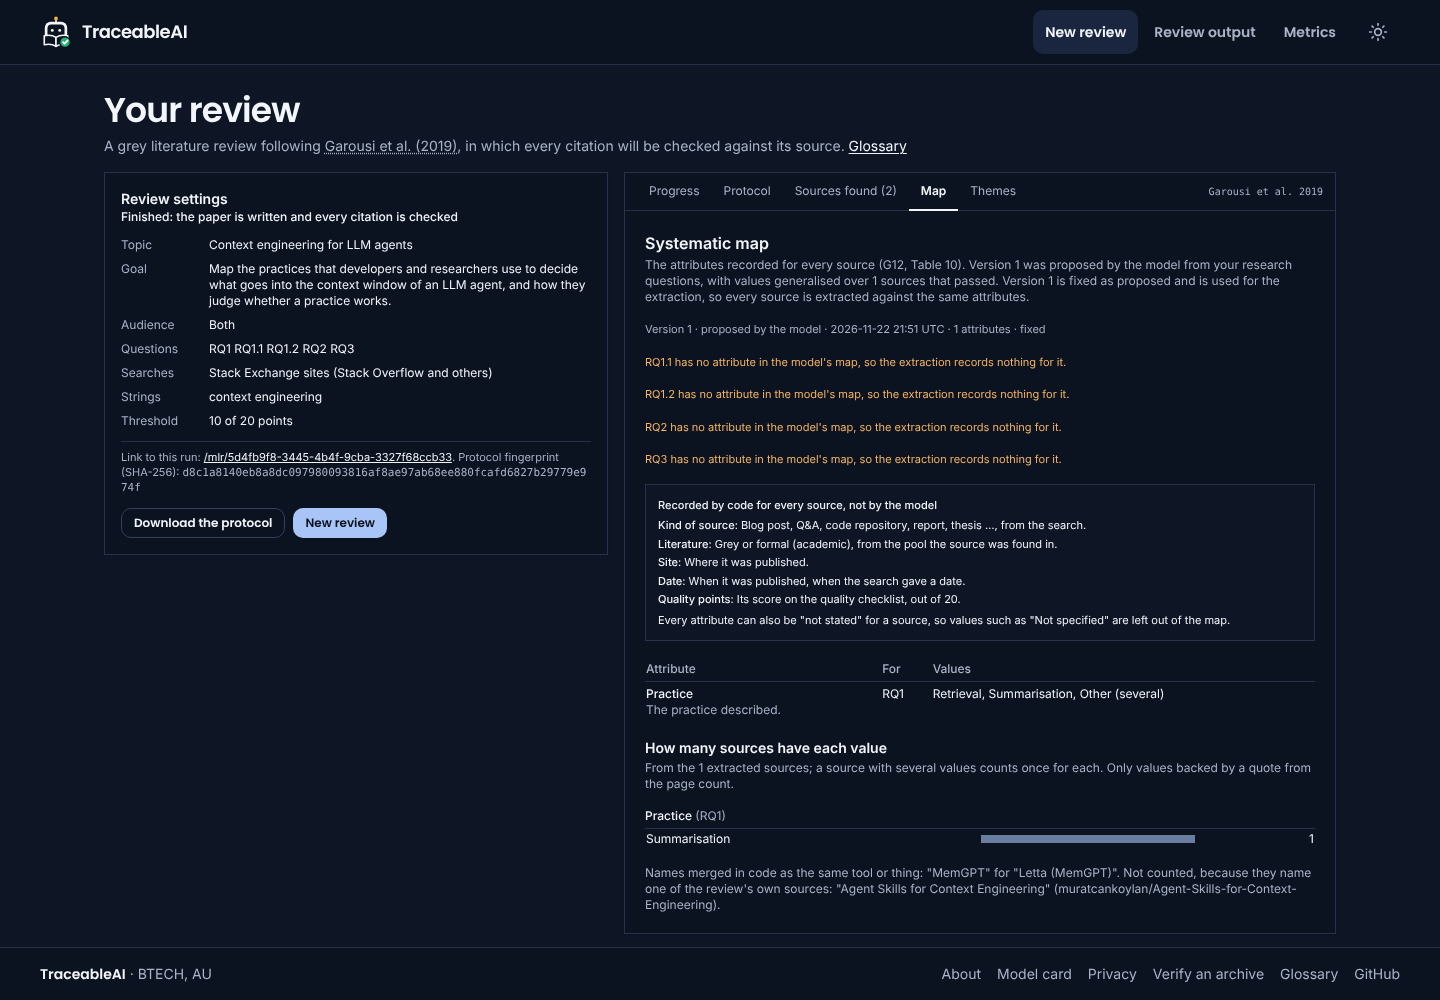 TraceableAI
New review
Review output
Metrics
Your review
A grey literature review following Garousi et al. (2019), in which every citation will be checked against its source. Glossary
Review settings
Finished: the paper is written and every citation is checked
Topic Context engineering for LLM agents
Goal Map the practices that developers and researchers use to decide
what goes into the context window of an LLM agent, and how they
judge whether a practice works.
Audience Both
Questions RQ1 RQ1.1 RQ1.2 RQ2 RQ3
Searches Stack Exchange sites (Stack Overflow and others)
Strings context engineering
Threshold 10 of 20 points
Link to this run: /mlr/5d4fb9f8-3445-4b4f-9cba-3327f68ccb33. Protocol fingerprint
(SHA-256): d8c1a8140eb8a8dc097980093816af8ae97ab68ee880fcafd6827b29779e9
74f
Download the protocol
New review
Progress Protocol Sources found (2) Map Themes Garousi et al. 2019
Systematic map
The attributes recorded for every source (G12, Table 10). Version 1 was proposed by the model from your research
questions, with values generalised over 1 sources that passed. Version 1 is fixed as proposed and is used for the
extraction, so every source is extracted against the same attributes.
Version 1 · proposed by the model · 2026-11-22 21:51 UTC · 1 attributes · fixed
RQ1.1 has no attribute in the model's map, so the extraction records nothing for it.
RQ1.2 has no attribute in the model's map, so the extraction records nothing for it.
RQ2 has no attribute in the model's map, so the extraction records nothing for it.
RQ3 has no attribute in the model's map, so the extraction records nothing for it.
Recorded by code for every source, not by the model
Kind of source: Blog post, Q&A, code repository, report, thesis ..., from the search.
Literature: Grey or formal (academic), from the pool the source was found in.
Site: Where it was published.
Date: When it was published, when the search gave a date.
Quality points: Its score on the quality checklist, out of 20.
Every attribute can also be "not stated" for a source, so values such as "Not specified" are left out of the map.
Attribute For Values
Practice RQ1 Retrieval, Summarisation, Other (several)
The practice described.
How many sources have each value
From the 1 extracted sources; a source with several values counts once for each. Only values backed by a quote from
the page count.
Practice (RQ1)
Summarisation 1
Names merged in code as the same tool or thing: "MemGPT" for "Letta (MemGPT)". Not counted, because they name
one of the review's own sources: "Agent Skills for Context Engineering" (muratcankoylan/Agent-Skills-for-Context-
Engineering).
TraceableAI · BTECH, AU
About Model card Privacy Verify an archive Glossary GitHub